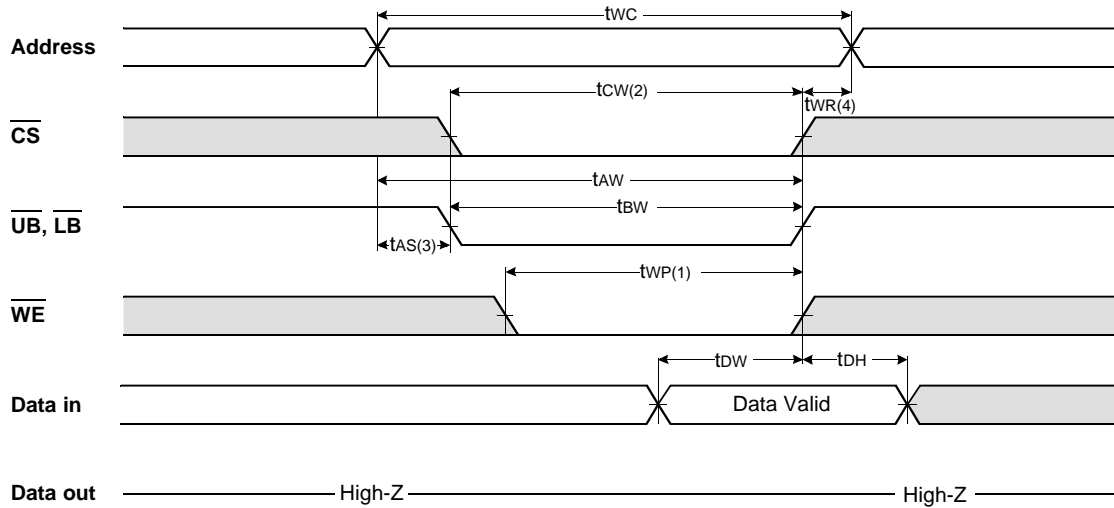 tWC
Address
tCW(2)
tWR(4)
CS
tAW
tBW
UB, LB
tAS(3)
tWP(1)
WE
tDW
tDH
Data in
Data Valid
Data out
High-Z
High-Z